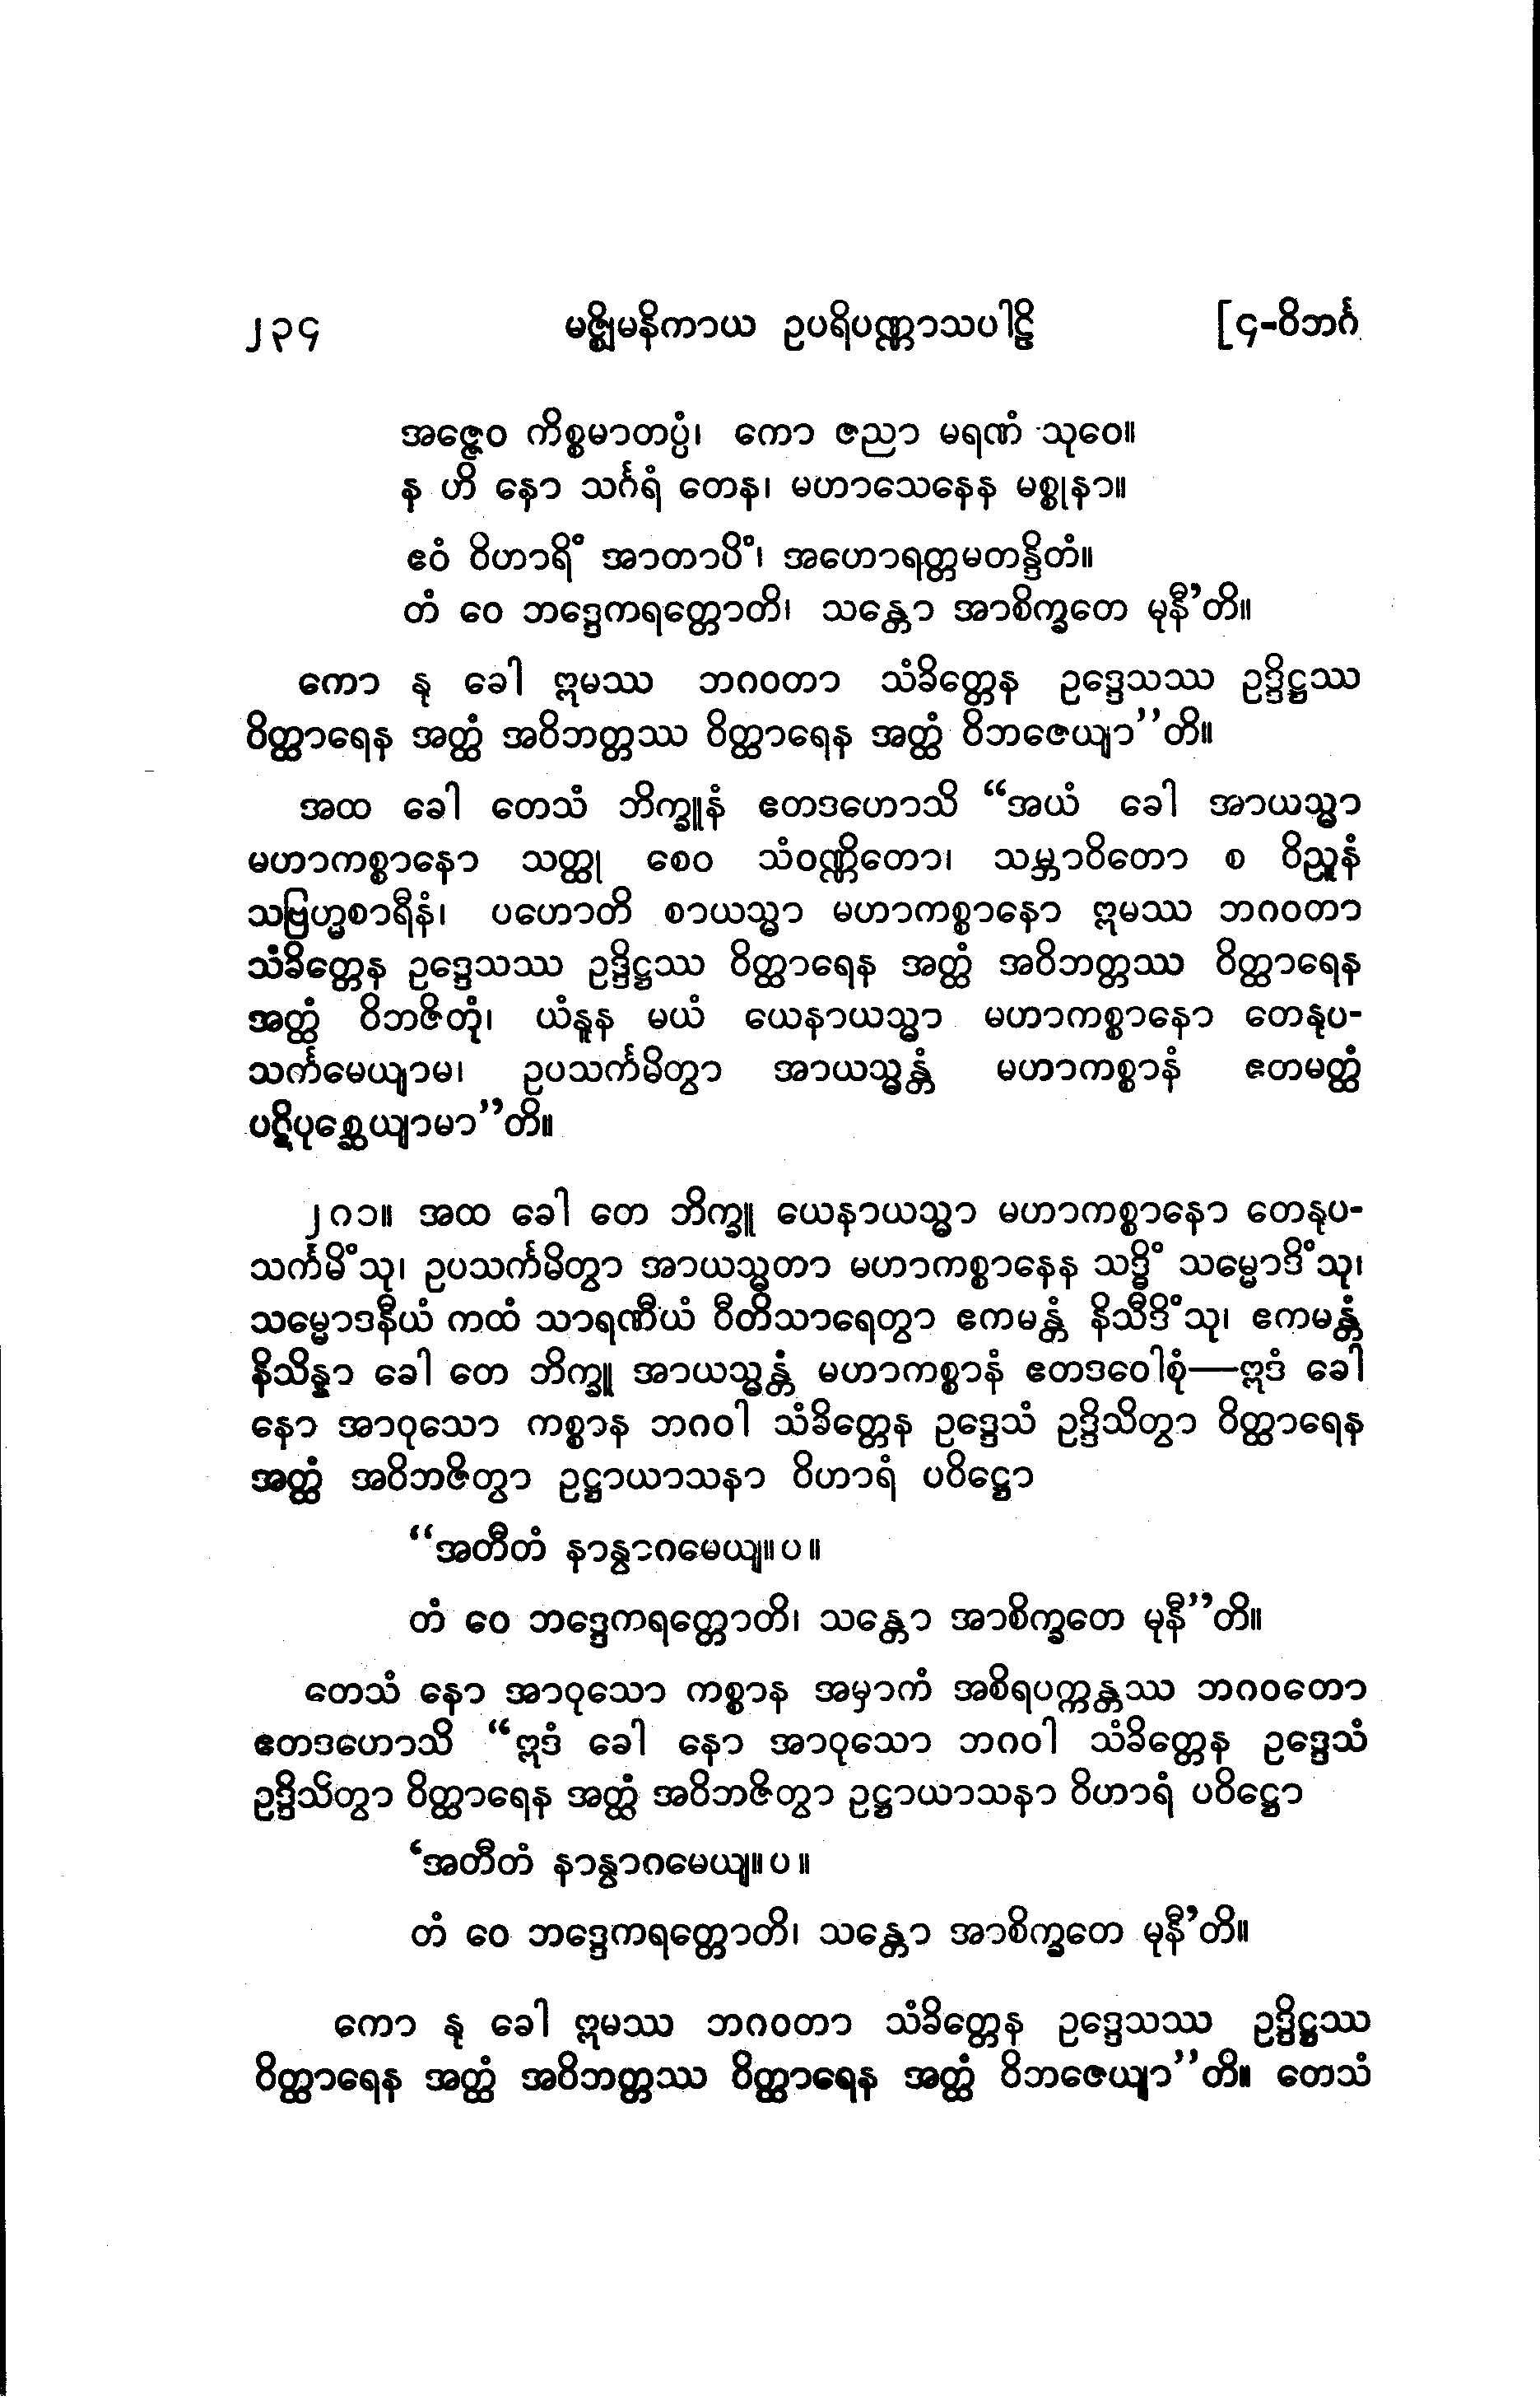 ၂၃၄ မဇ္ဈိမနိကာယ ဥပရိပဏ္ဏာသပါဠိ [၄-ဝိဘင်္ဂ
အဇ္ဇေဝ ကိစ္စမာတပ္ပံ၊ ကော ဇညာ မရဏံ သုဝေ။
န ဟိ နော သင်္ဂရံ တေန၊ မဟာသေနေန မစ္စုနာ။
ဧဝံ ဝိဟာရိံ အာတာပိံ၊ အဟောရတ္တမတန္ဒိတံ။
တံ ဝေ ဘဒ္ဒေကရတ္တောတိ၊ သန္တော အာစိက္ခတေ မုနီ’တိ။
ကော နု ခေါ ဣမဿ ဘဂဝတာ သံခိတ္တေန ဥဒ္ဒေသဿ ဥဒ္ဒိဋ္ဌဿ
ဝိတ္ထာရေန အတ္ထံ အဝိဘတ္တဿ ဝိတ္ထာရေန အတ္ထံ ဝိဘဇေယျာ’’တိ။
အထ ခေါ တေသံ ဘိက္ခူနံ ဧတဒဟောသိ “အယံ ခေါ အာယသ္မာ
မဟာကစ္စာနော သတ္ထု စေဝ သံဝဏ္ဏိတော၊ သမ္ဘာဝိတော စ ဝိညူနံ
သဗြဟ္မစာရီနံ၊ ပဟောတိ စာယသ္မာ မဟာကစ္စာနော ဣမဿ ဘဂဝတာ
သံခိတ္တေန ဥဒ္ဒေသဿ ဥဒ္ဒိဋ္ဌဿ ဝိတ္ထာရေန အတ္ထံ အဝိဘတ္တဿ ဝိတ္ထာရေန
အတ္ထံ ဝိဘဇိတုံ၊ ယံနူန မယံ ယေနာယသ္မာ မဟာကစ္စာနော တေနုပ-
သင်္ကမေယျာမ၊ ဥပသင်္ကမိတွာ အာယသ္မန္တံ မဟာကစ္စာနံ ဧတမတ္ထံ
ပဋိပုစ္ဆေယျာမာ”တိ။
၂၈၁။ အထ ခေါ တေ ဘိက္ခူ ယေနာယသ္မာ မဟာကစ္စာနော တေနုပ-
သင်္ကမိံသု၊ ဥပသင်္ကမိတွာ အာယသ္မတာ မဟာကစ္စာနေန သဒ္ဓိံ သမ္မောဒိံသု၊
သမ္မောဒနီယံ ကထံ သာရဏီယံ ဝီတိသာရေတွာ ဧကမန္တံ နိသီဒိံသု၊ ဧကမန္တံ
နိသိန္နာ ခေါ တေ ဘိက္ခူ အာယသ္မန္တံ မဟာကစ္စာနံ ဧတဒဝေါစုံ—ဣဒံ ခေါ
နော အာဝုသော ကစ္စာန ဘဂဝါ သံခိတ္တေန ဥဒ္ဒေသံ ဥဒ္ဒိသိတွာ ဝိတ္ထာရေန
အတ္ထံ အဝိဘဇိတွာ ဥဋ္ဌာယာသနာ ဝိဟာရံ ပဝိဋ္ဌော
“အတီတံ နာနွာဂမေယျ။ ပ ။
တံ ဝေ ဘဒ္ဒေကရတ္တောတိ၊ သန္တော အာစိက္ခတေ မုနီ”တိ။
တေသံ နော အာဝုသော ကစ္စာန အမှာကံ အစိရပက္ကန္တဿ ဘဂဝတော
ဧတဒဟောသိ “ဣဒံ ခေါ နော အာဝုသော ဘဂဝါ သံခိတ္တေန ဥဒ္ဒေသံ
ဥဒ္ဒိသိတွာ ဝိတ္ထာရေန အတ္ထံ အဝိဘဇိတွာ ဥဋ္ဌာယာသနာ ဝိဟာရံ ပဝိဋ္ဌော
‘အတီတံ နာနွာဂမေယျ။ ပ ။
တံ ဝေ ဘဒ္ဒေကရတ္တောတိ၊ သန္တော အာစိက္ခတေ မုနီ’တိ။
ကော နု ခေါ ဣမဿ ဘဂဝတာ သံခိတ္တေန ဥဒ္ဒေသဿ ဥဒ္ဒိဋ္ဌဿ
ဝိတ္ထာရေန အတ္ထံ အဝိဘတ္တဿ ဝိတ္ထာရေန အတ္ထံ ဝိဘဇေယျာ”တိ။ တေသံ